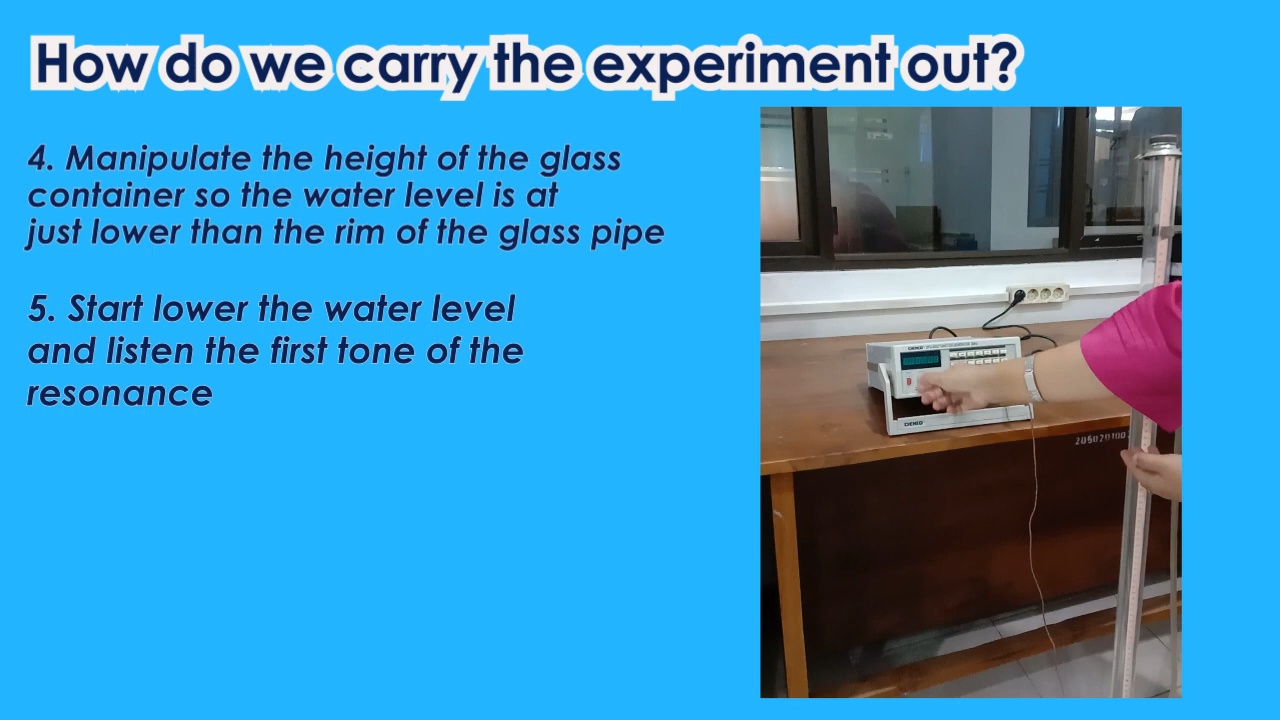 How do we carry the experiment out?
4. Manipulate the height of the glass
container so the water level is at
just lower than the rim of the glass pipe
5. Start lower the water level
and listen the first tone of the
resonance